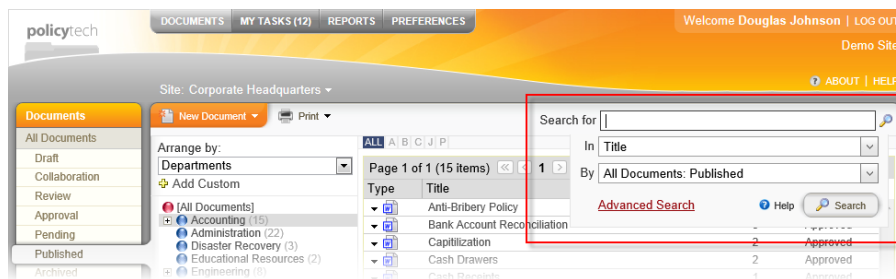 policytech
DOCUMENTS MY TASKS (12) REPORTS PREFERENCES
Welcome Douglas Johnson | LOG OUT
Demo Site
Site: Corporate Headquarters
? ABOUT | HELP
Documents
All Documents
Draft
Collaboration
Review
Approval
Pending
Published
Archived
New Document Print
Arrange by:
Departments
Add Custom
[All Documents]
Accounting (15)
Administration (22)
Disaster Recovery (3)
Educational Resources (2)
Engineering (8)
ALL A B C J P
Page 1 of 1 (15 items) << < 1 >
Type Title
Anti-Bribery Policy
Bank Account Reconciliation
Capitilization 2 Approved
Cash Drawers 2 Approved
Cash Receipts 1 Approved
Search for
In Title
By All Documents: Published
Advanced Search ? Help Search